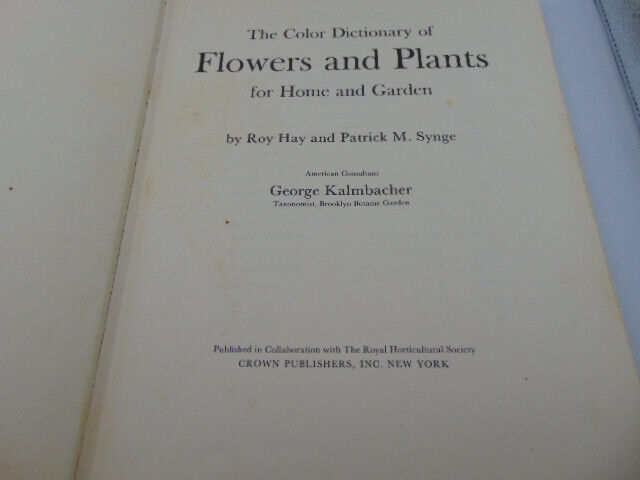 The Color Dictionary of
Flowers and Plants
for Home and Garden
by Roy Hay and Patrick M. Synge
American Consultant
George Kalmbacher
Taxonomist, Brooklyn Botanic Garden
Published in Collaboration with The Royal Horticultural Society
CROWN PUBLISHERS, INC. NEW YORK